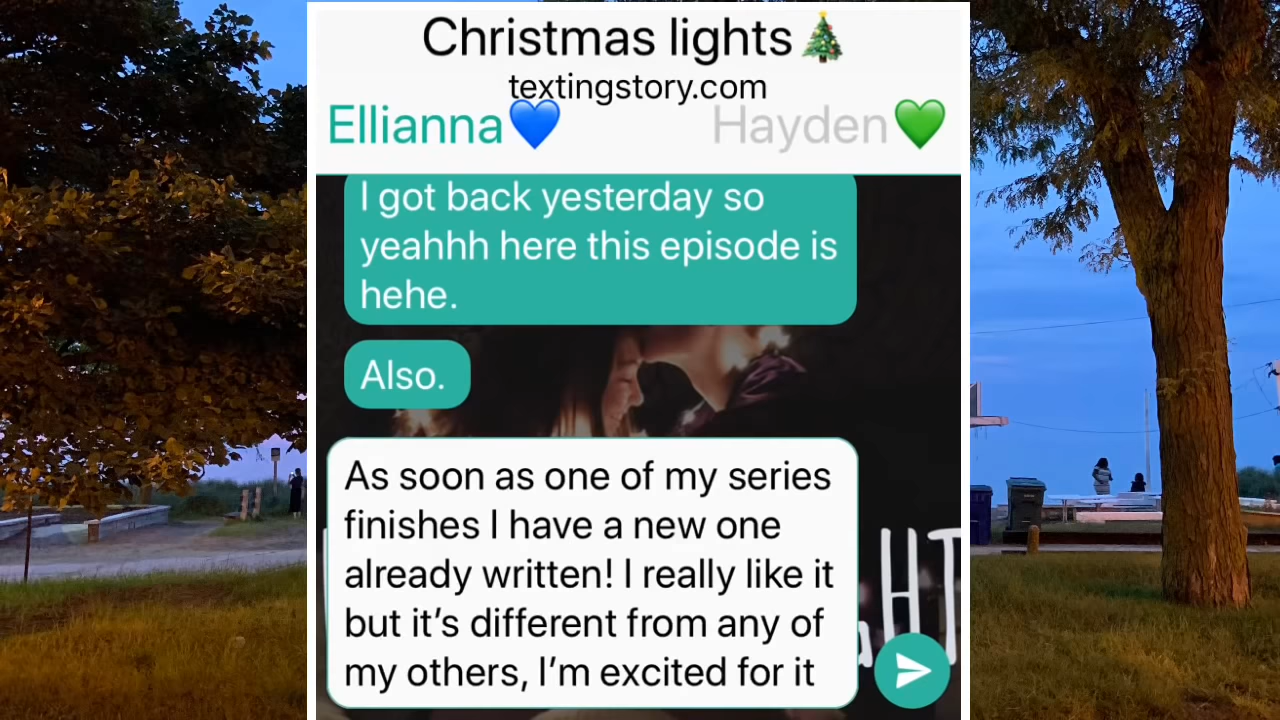 Christmas lights🎄
textingstory.com
Ellianna💙 Hayden💚
I got back yesterday so
yeahhh here this episode is
hehe.
Also.
As soon as one of my series
finishes I have a new one
already written! I really like it
but it’s different from any of
my others, I’m excited for it